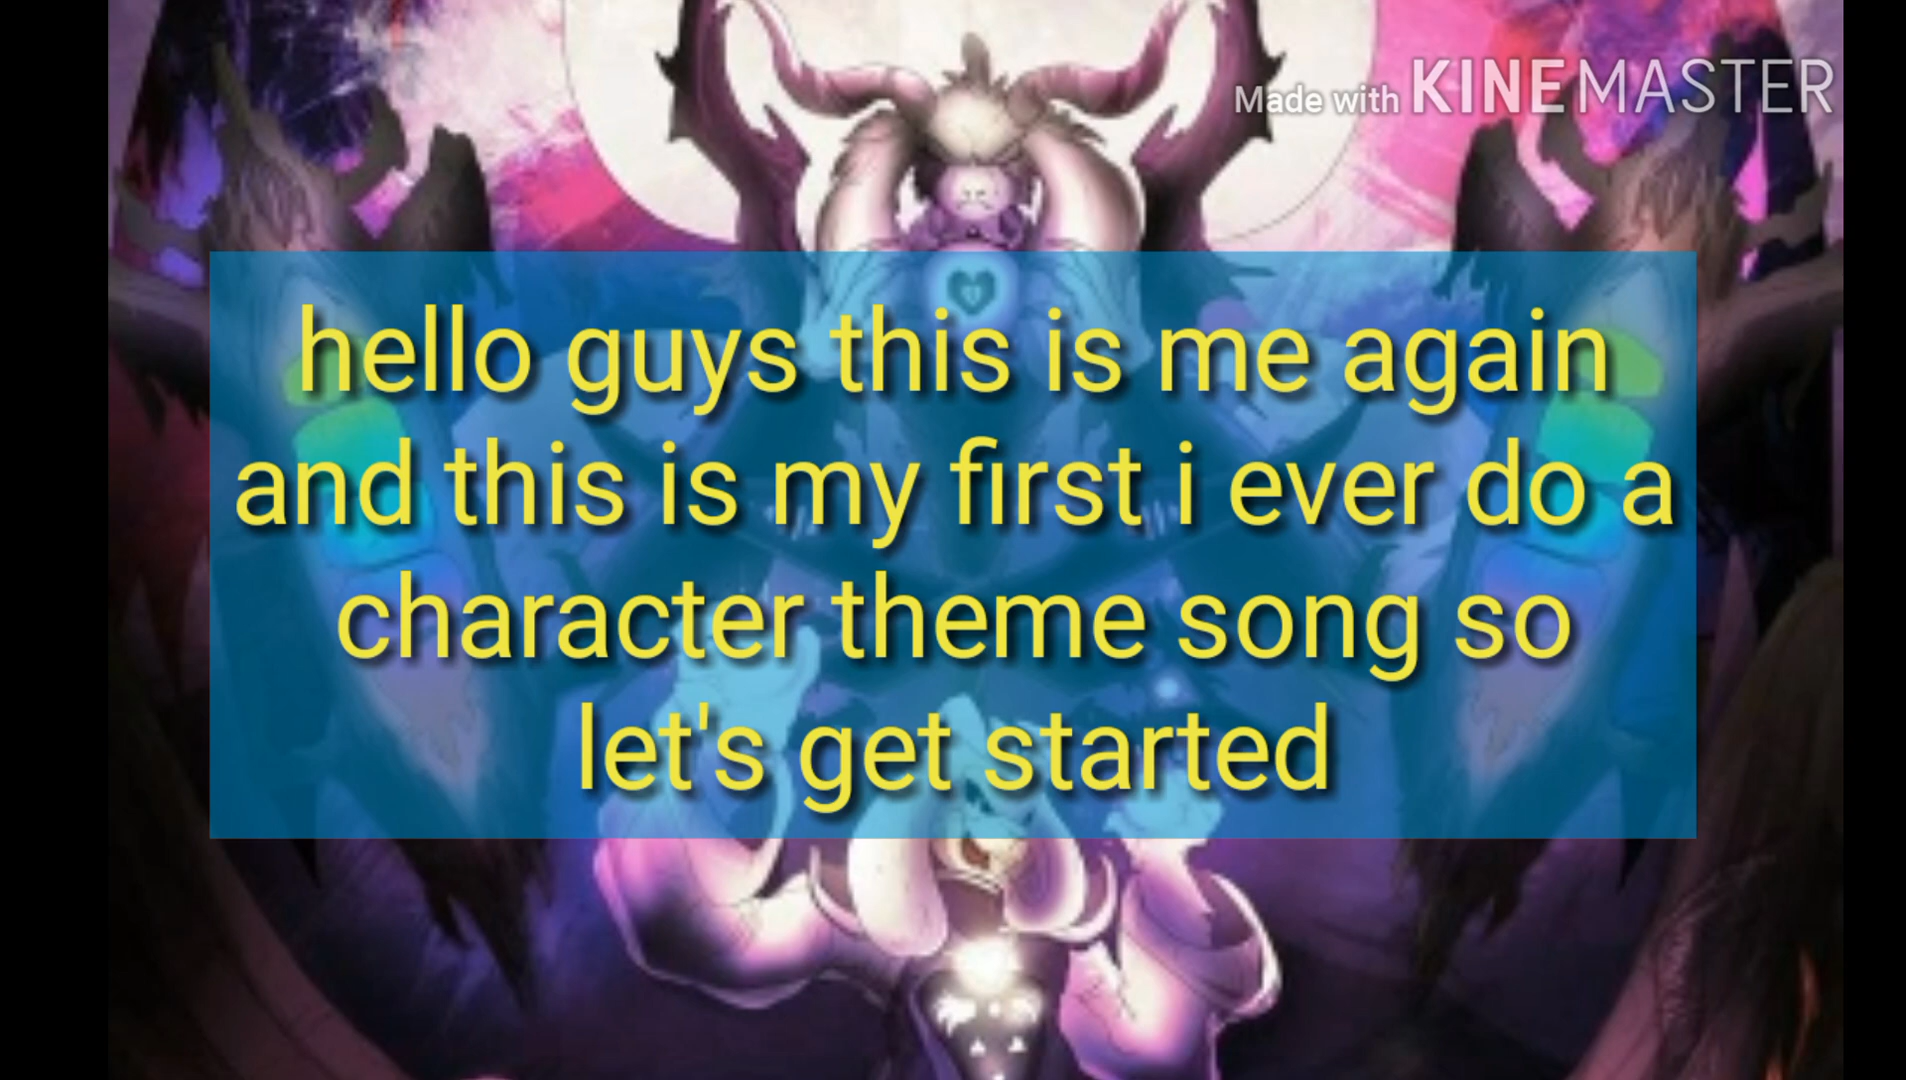 Made with KINEMASTER
hello guys this is me again
and this is my first i ever do a
character theme song so
let's get started